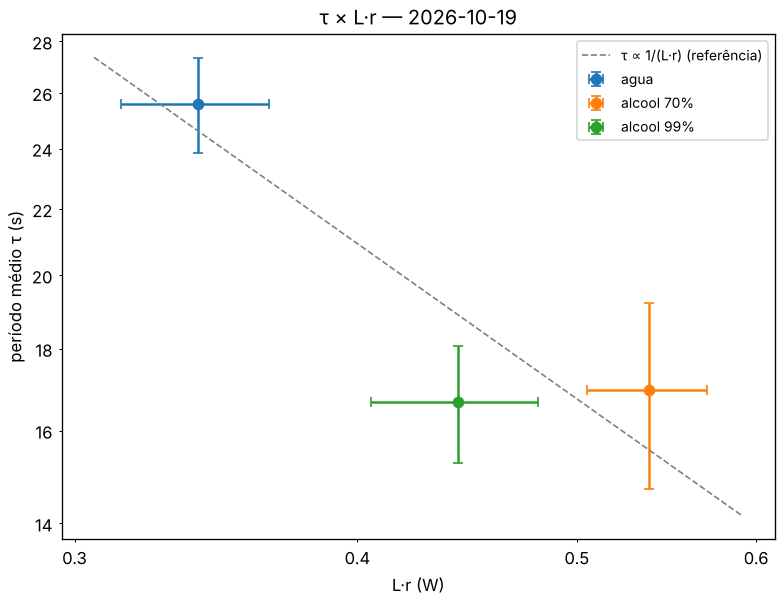 τ × L·r — 2026-10-19
τ ∝ 1/(L·r) (referência)
agua
alcool 70%
alcool 99%
período médio τ (s)
28
26
24
22
20
18
16
14
0.3
0.4
0.5
0.6
L·r (W)